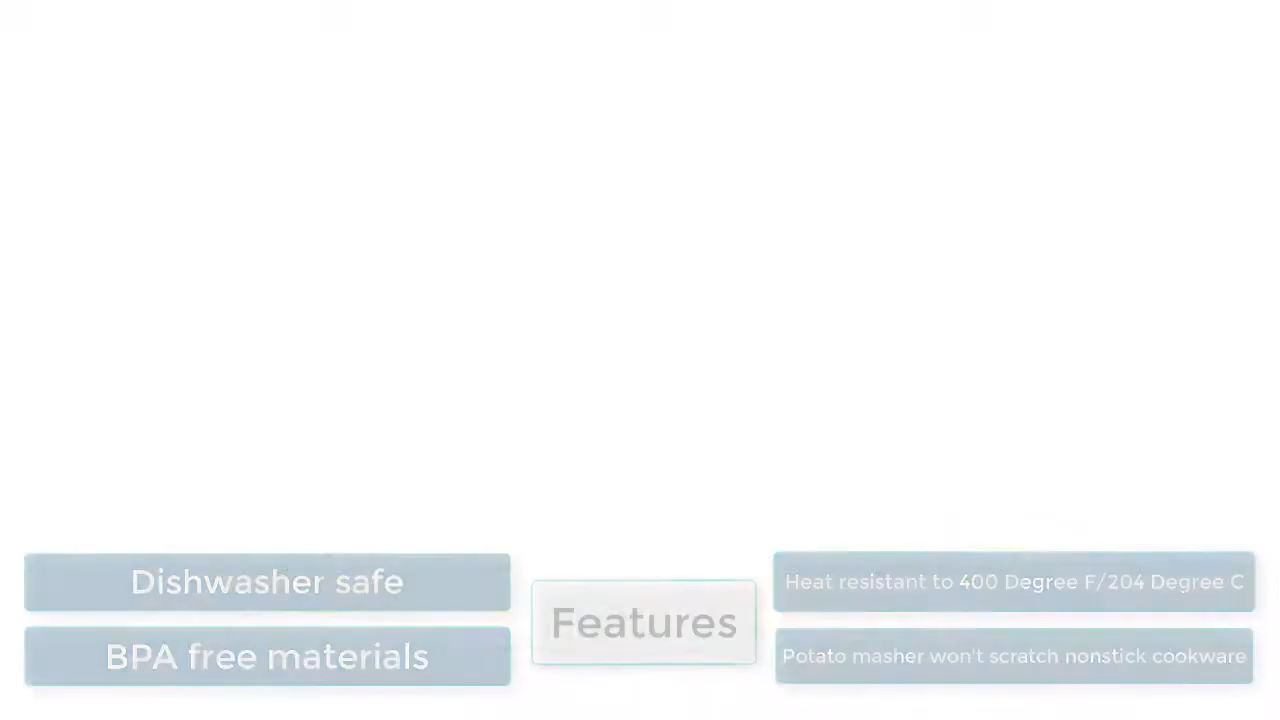 Dishwasher safe
BPA free materials
Features
Heat resistant to 400 Degree F/204 Degree C
Potato masher won't scratch nonstick cookware